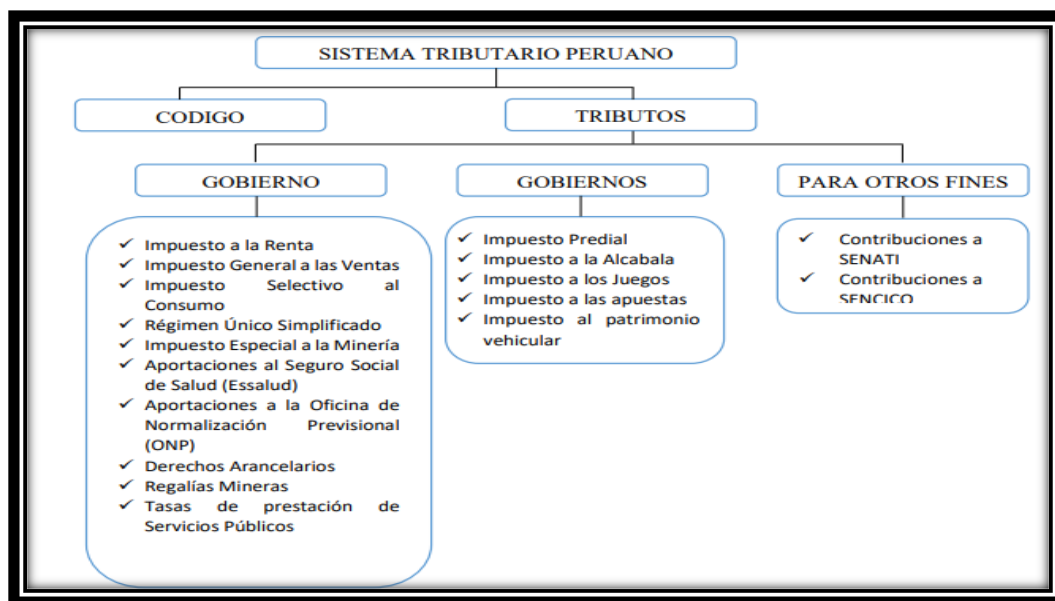 SISTEMA TRIBUTARIO PERUANO
CODIGO
TRIBUTOS
GOBIERNO
GOBIERNOS
PARA OTROS FINES
✓ Impuesto a la Renta
✓ Impuesto General a las Ventas
✓ Impuesto Selectivo al
Consumo
✓ Régimen Único Simplificado
✓ Impuesto Especial a la Minería
✓ Aportaciones al Seguro Social
de Salud (Essalud)
✓ Aportaciones a la Oficina de
Normalización Previsional
(ONP)
✓ Derechos Arancelarios
✓ Regalías Mineras
✓ Tasas de prestación de
Servicios Públicos
✓ Impuesto Predial
✓ Impuesto a la Alcabala
✓ Impuesto a los Juegos
✓ Impuesto a las apuestas
✓ Impuesto al patrimonio
vehicular
✓ Contribuciones a
SENATI
✓ Contribuciones a
SENCICO